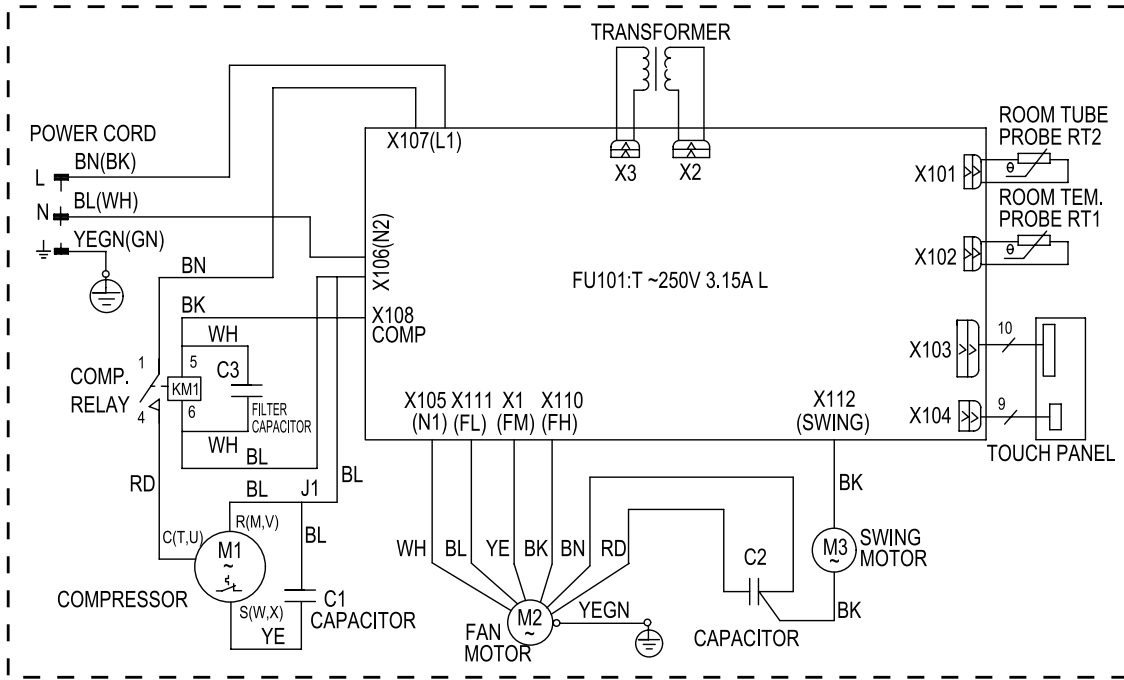 TRANSFORMER
POWER CORD
L
BN(BK)
N
BL(WH)
YEGN(GN)
X107(L1)
X3
X2
X106(N2)
X108
COMP
FU101:T ~250V 3.15A L
X101
ROOM TUBE
PROBE RT2
θ
X102
ROOM TEM.
PROBE RT1
θ
X103
10
X104
9
TOUCH PANEL
BN
BK
WH
1
5
C3
COMP.
RELAY
KM1
4
6
FILTER
CAPACITOR
WH
BL
RD
BL
J1
BL
C(T,U)
R(M,V)
BL
M1
~
COMPRESSOR
S(W,X)
C1
CAPACITOR
YE
X105
(N1)
X111
(FL)
X1
(FM)
X110
(FH)
X112
(SWING)
WH
BL
YE
BK
BN
RD
M2
~
FAN
MOTOR
YEGN
C2
CAPACITOR
BK
M3
~
SWING
MOTOR
BK